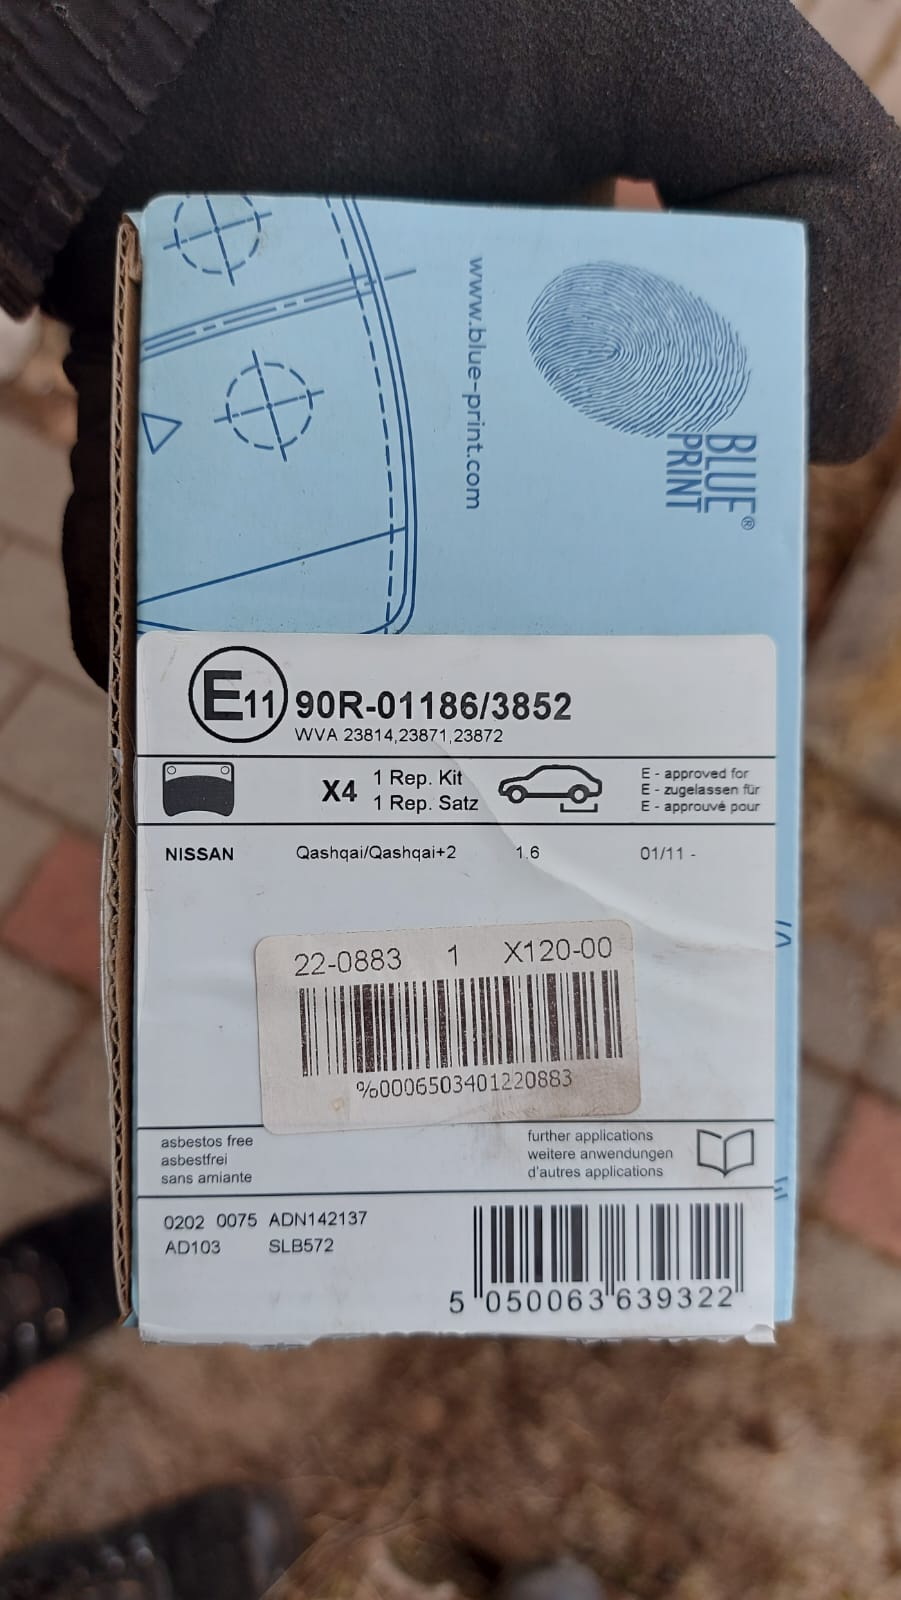 www.blue-print.com
BLUE
PRINT®
E11 90R-01186/3852
WVA 23814,23871,23872
X4
1 Rep. Kit
1 Rep. Satz
E - approved for
E - zugelassen für
E - approuvé pour
NISSAN Qashqai/Qashqai+2 1.6 01/11 -
22-0883 1 X120-00
%0006503401220883
asbestos free
asbestfrei
sans amiante
further applications
weitere anwendungen
d'autres applications
0202 0075 ADN142137
AD103 SLB572
5 050063 639322